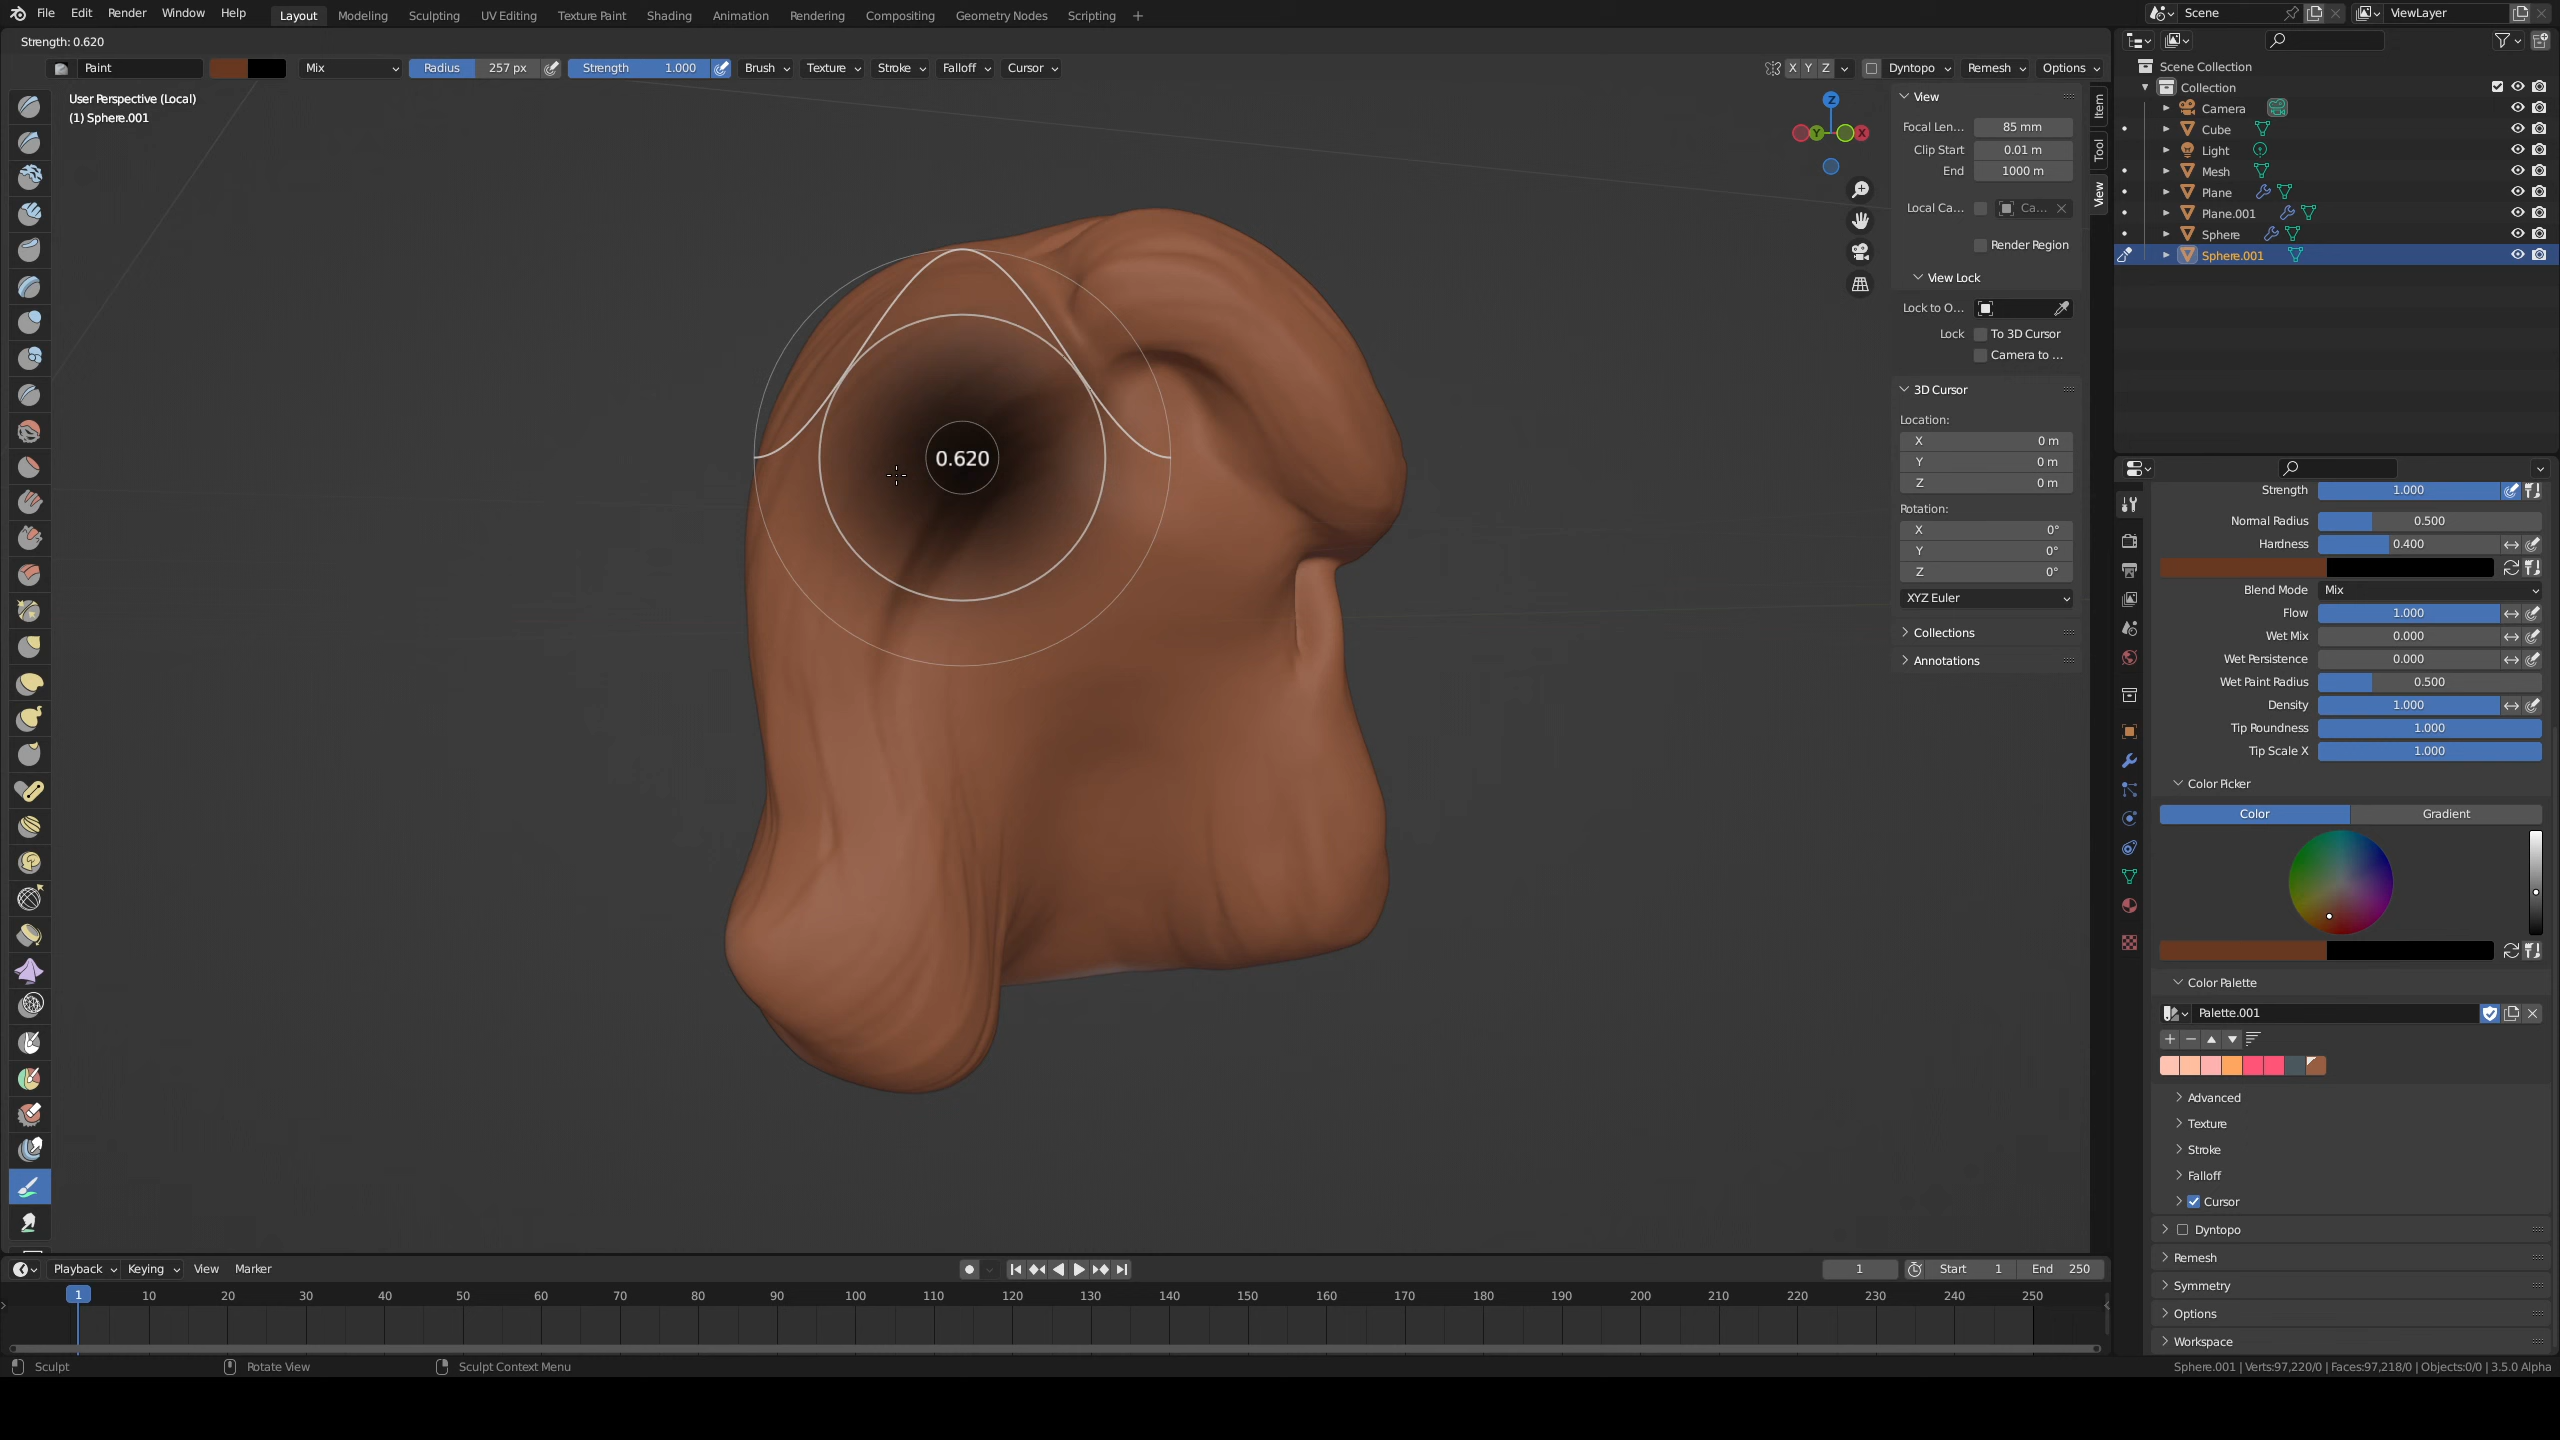 File Edit Render Window Help Layout Modeling Sculpting UV Editing Texture Paint Shading Animation Rendering Compositing Geometry Nodes Scripting + Scene ViewLayer
Strength: 0.620
Paint Mix Radius 257 px Strength 1.000 Brush Texture Stroke Falloff Cursor X Y Z Dyntopo Remesh Options
User Perspective (Local)
(1) Sphere.001
Z
Y X
0.620
View
Focal Len... 85 mm
Clip Start 0.01 m
End 1000 m
Local Ca... Ca...
Render Region
View Lock
Lock to O...
Lock To 3D Cursor
Camera to ...
3D Cursor
Location:
X 0 m
Y 0 m
Z 0 m
Rotation:
X 0°
Y 0°
Z 0°
XYZ Euler
Collections
Annotations
Item
Tool
View
Scene Collection
Collection
Camera
Cube
Light
Mesh
Plane
Plane.001
Sphere
Sphere.001
Strength 1.000
Normal Radius 0.500
Hardness 0.400
Blend Mode Mix
Flow 1.000
Wet Mix 0.000
Wet Persistence 0.000
Wet Paint Radius 0.500
Density 1.000
Tip Roundness 1.000
Tip Scale X 1.000
Color Picker
Color Gradient
Color Palette
Palette.001
Advanced
Texture
Stroke
Falloff
Cursor
Dyntopo
Remesh
Symmetry
Options
Workspace
Playback Keying View Marker 1 Start 1 End 250
1 10 20 30 40 50 60 70 80 90 100 110 120 130 140 150 160 170 180 190 200 210 220 230 240 250
Sculpt Rotate View Sculpt Context Menu Sphere.001 | Verts:97,220/0 | Faces:97,218/0 | Objects:0/0 | 3.5.0 Alpha